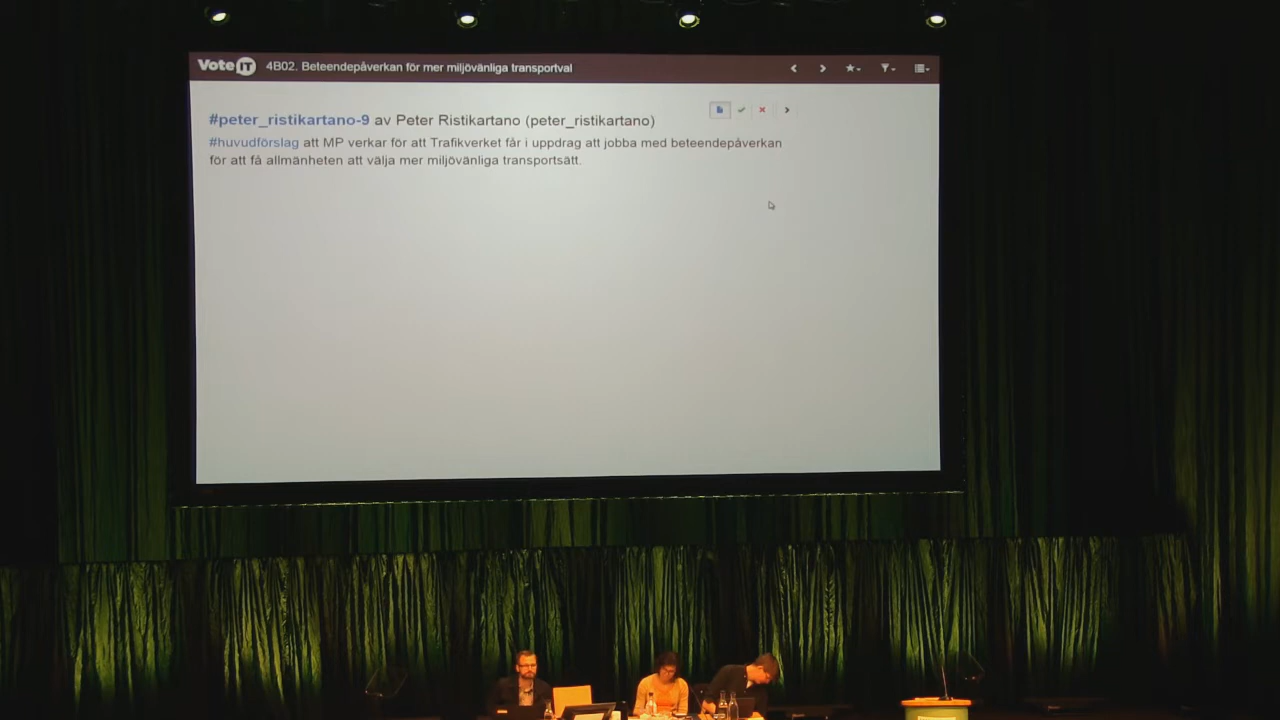 VoteIT 4B02. Beteendepåverkan för mer miljövänliga transportval
#peter_ristikartano-9 av Peter Ristikartano (peter_ristikartano)
#huvudförslag att MP verkar för att Trafikverket får i uppdrag att jobba med beteendepåverkan
för att få allmänheten att välja mer miljövänliga transportsätt.